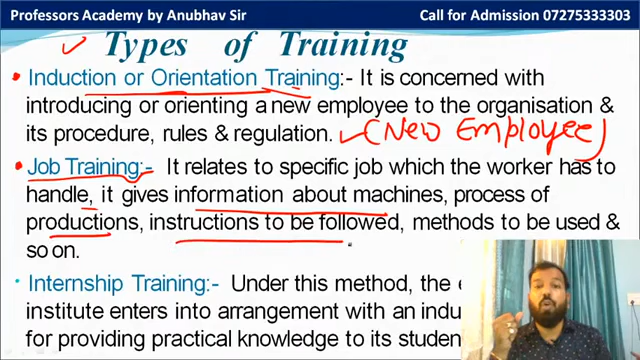 Professors Academy by Anubhav Sir Call for Admission 07275333303
Types of Training
Induction or Orientation Training:- It is concerned with
introducing or orienting a new employee to the organisation &
its procedure, rules & regulation. (New Employee)
Job Training:- It relates to specific job which the worker has to
handle, it gives information about machines, process of
productions, instructions to be followed, methods to be used &
so on.
Internship Training:- Under this method, the
institute enters into arrangement with an
for providing practical knowledge to its